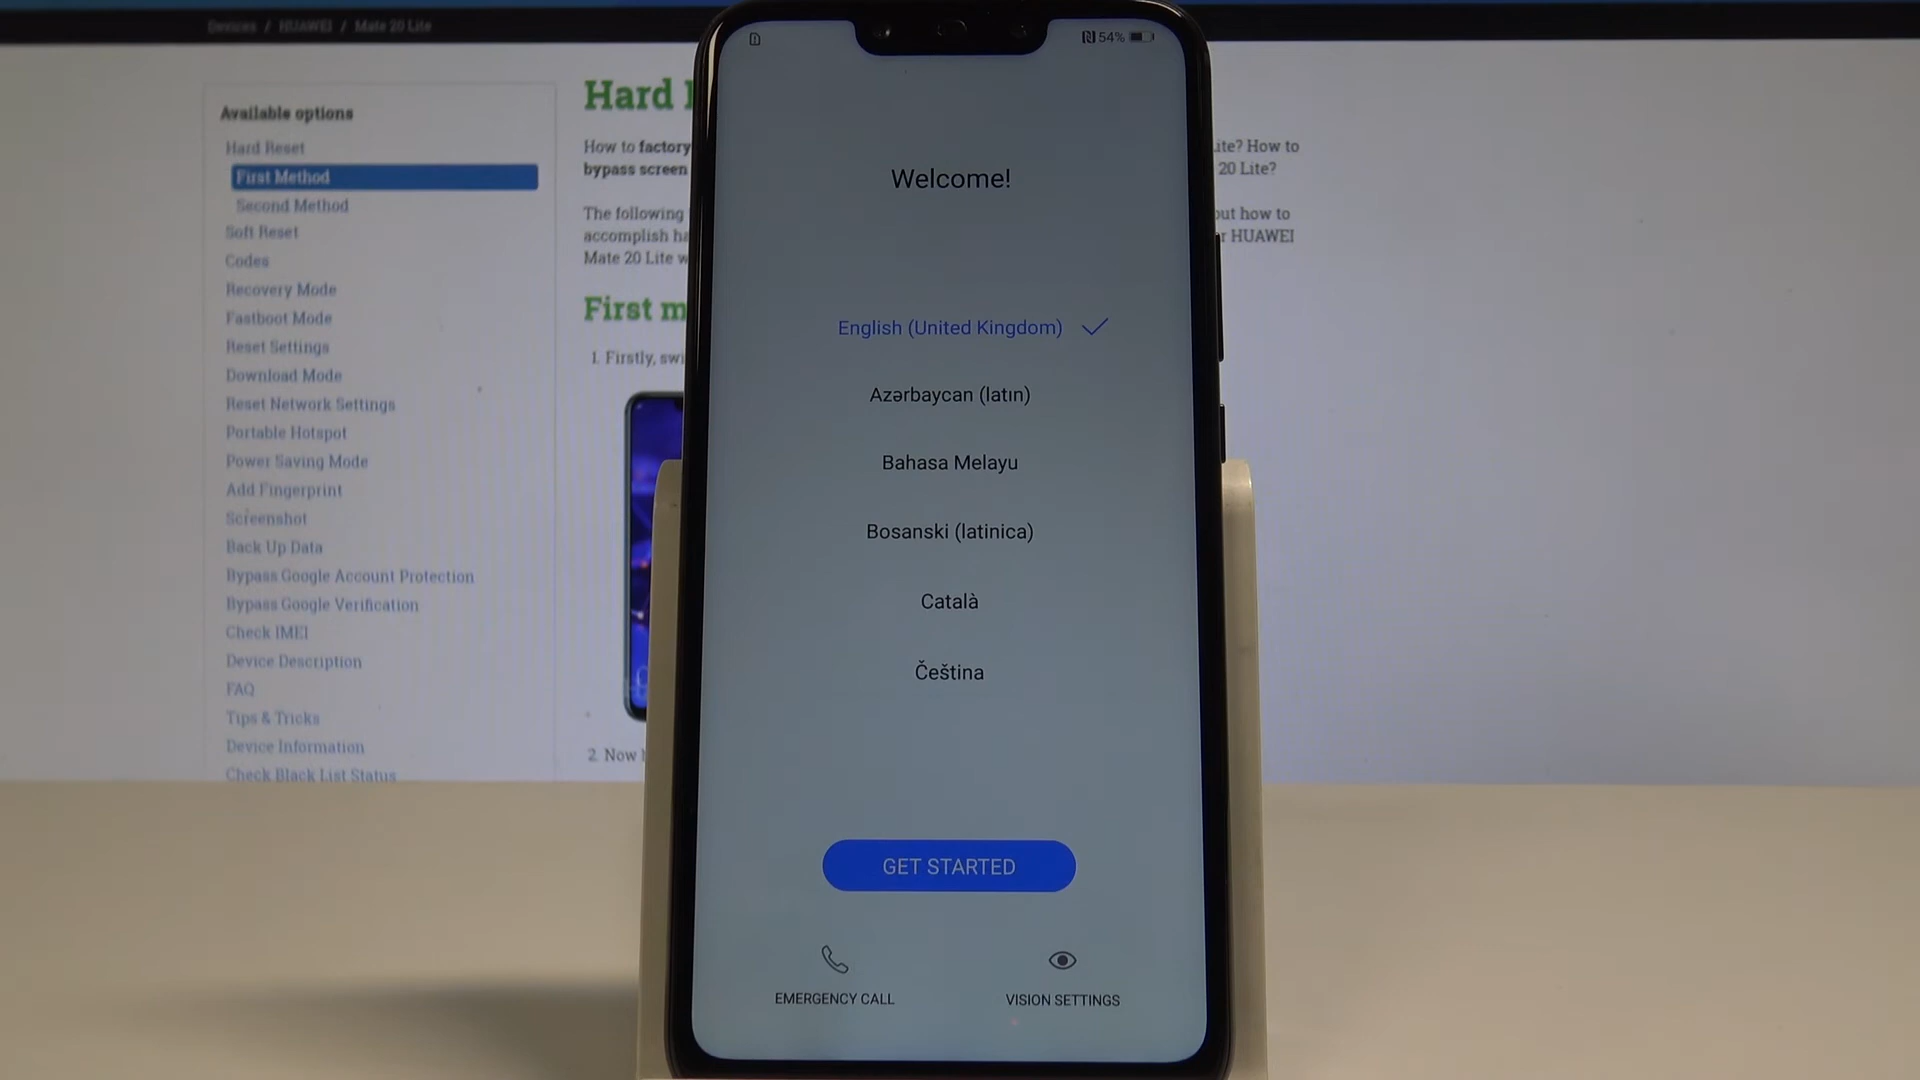 Devices / HUAWEI / Mate 20 Lite
Available options
Hard Reset
First Method
Second Method
Soft Reset
Codes
Recovery Mode
Fastboot Mode
Reset Settings
Download Mode
Reset Network Settings
Portable Hotspot
Power Saving Mode
Add Fingerprint
Screenshot
Back Up Data
Bypass Google Account Protection
Bypass Google Verification
Check IMEI
Device Description
FAQ
Tips & Tricks
Device Information
Check Black List Status
Hard
How to factory
bypass screen
The following
accomplish
Mate 20 Lite
First
1. Firstly,
2. Now
How to
20 Lite?
how to
HUAWEI
54%
Welcome!
English (United Kingdom)
Azərbaycan (latın)
Bahasa Melayu
Bosanski (latinica)
Català
Čeština
GET STARTED
EMERGENCY CALL
VISION SETTINGS